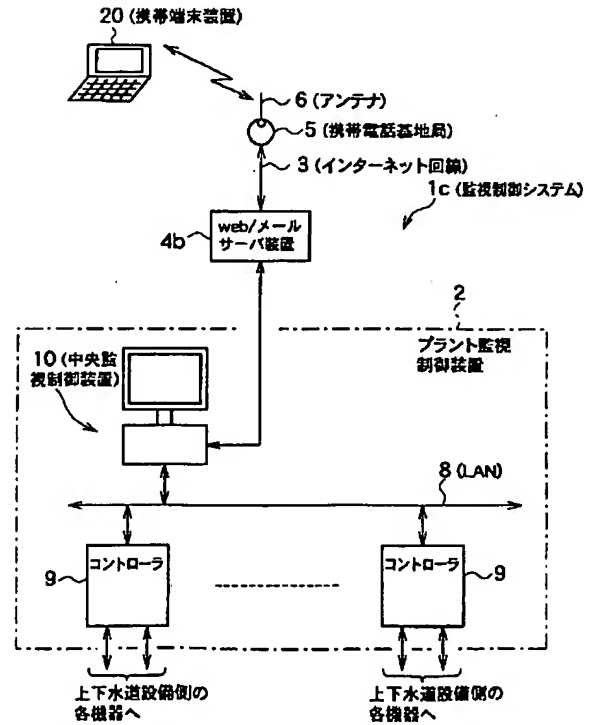 20 (携帯端末装置)
6 (アンテナ)
5 (携帯電話基地局)
3 (インターネット回線)
1c (監視制御システム)
web/メール
サーバ装置
4b
2
プラント監視
制御装置
10 (中央監
視制御装置)
8 (LAN)
コントローラ
9
コントローラ
9
上下水道設備側の
各機器へ
上下水道設備側の
各機器へ